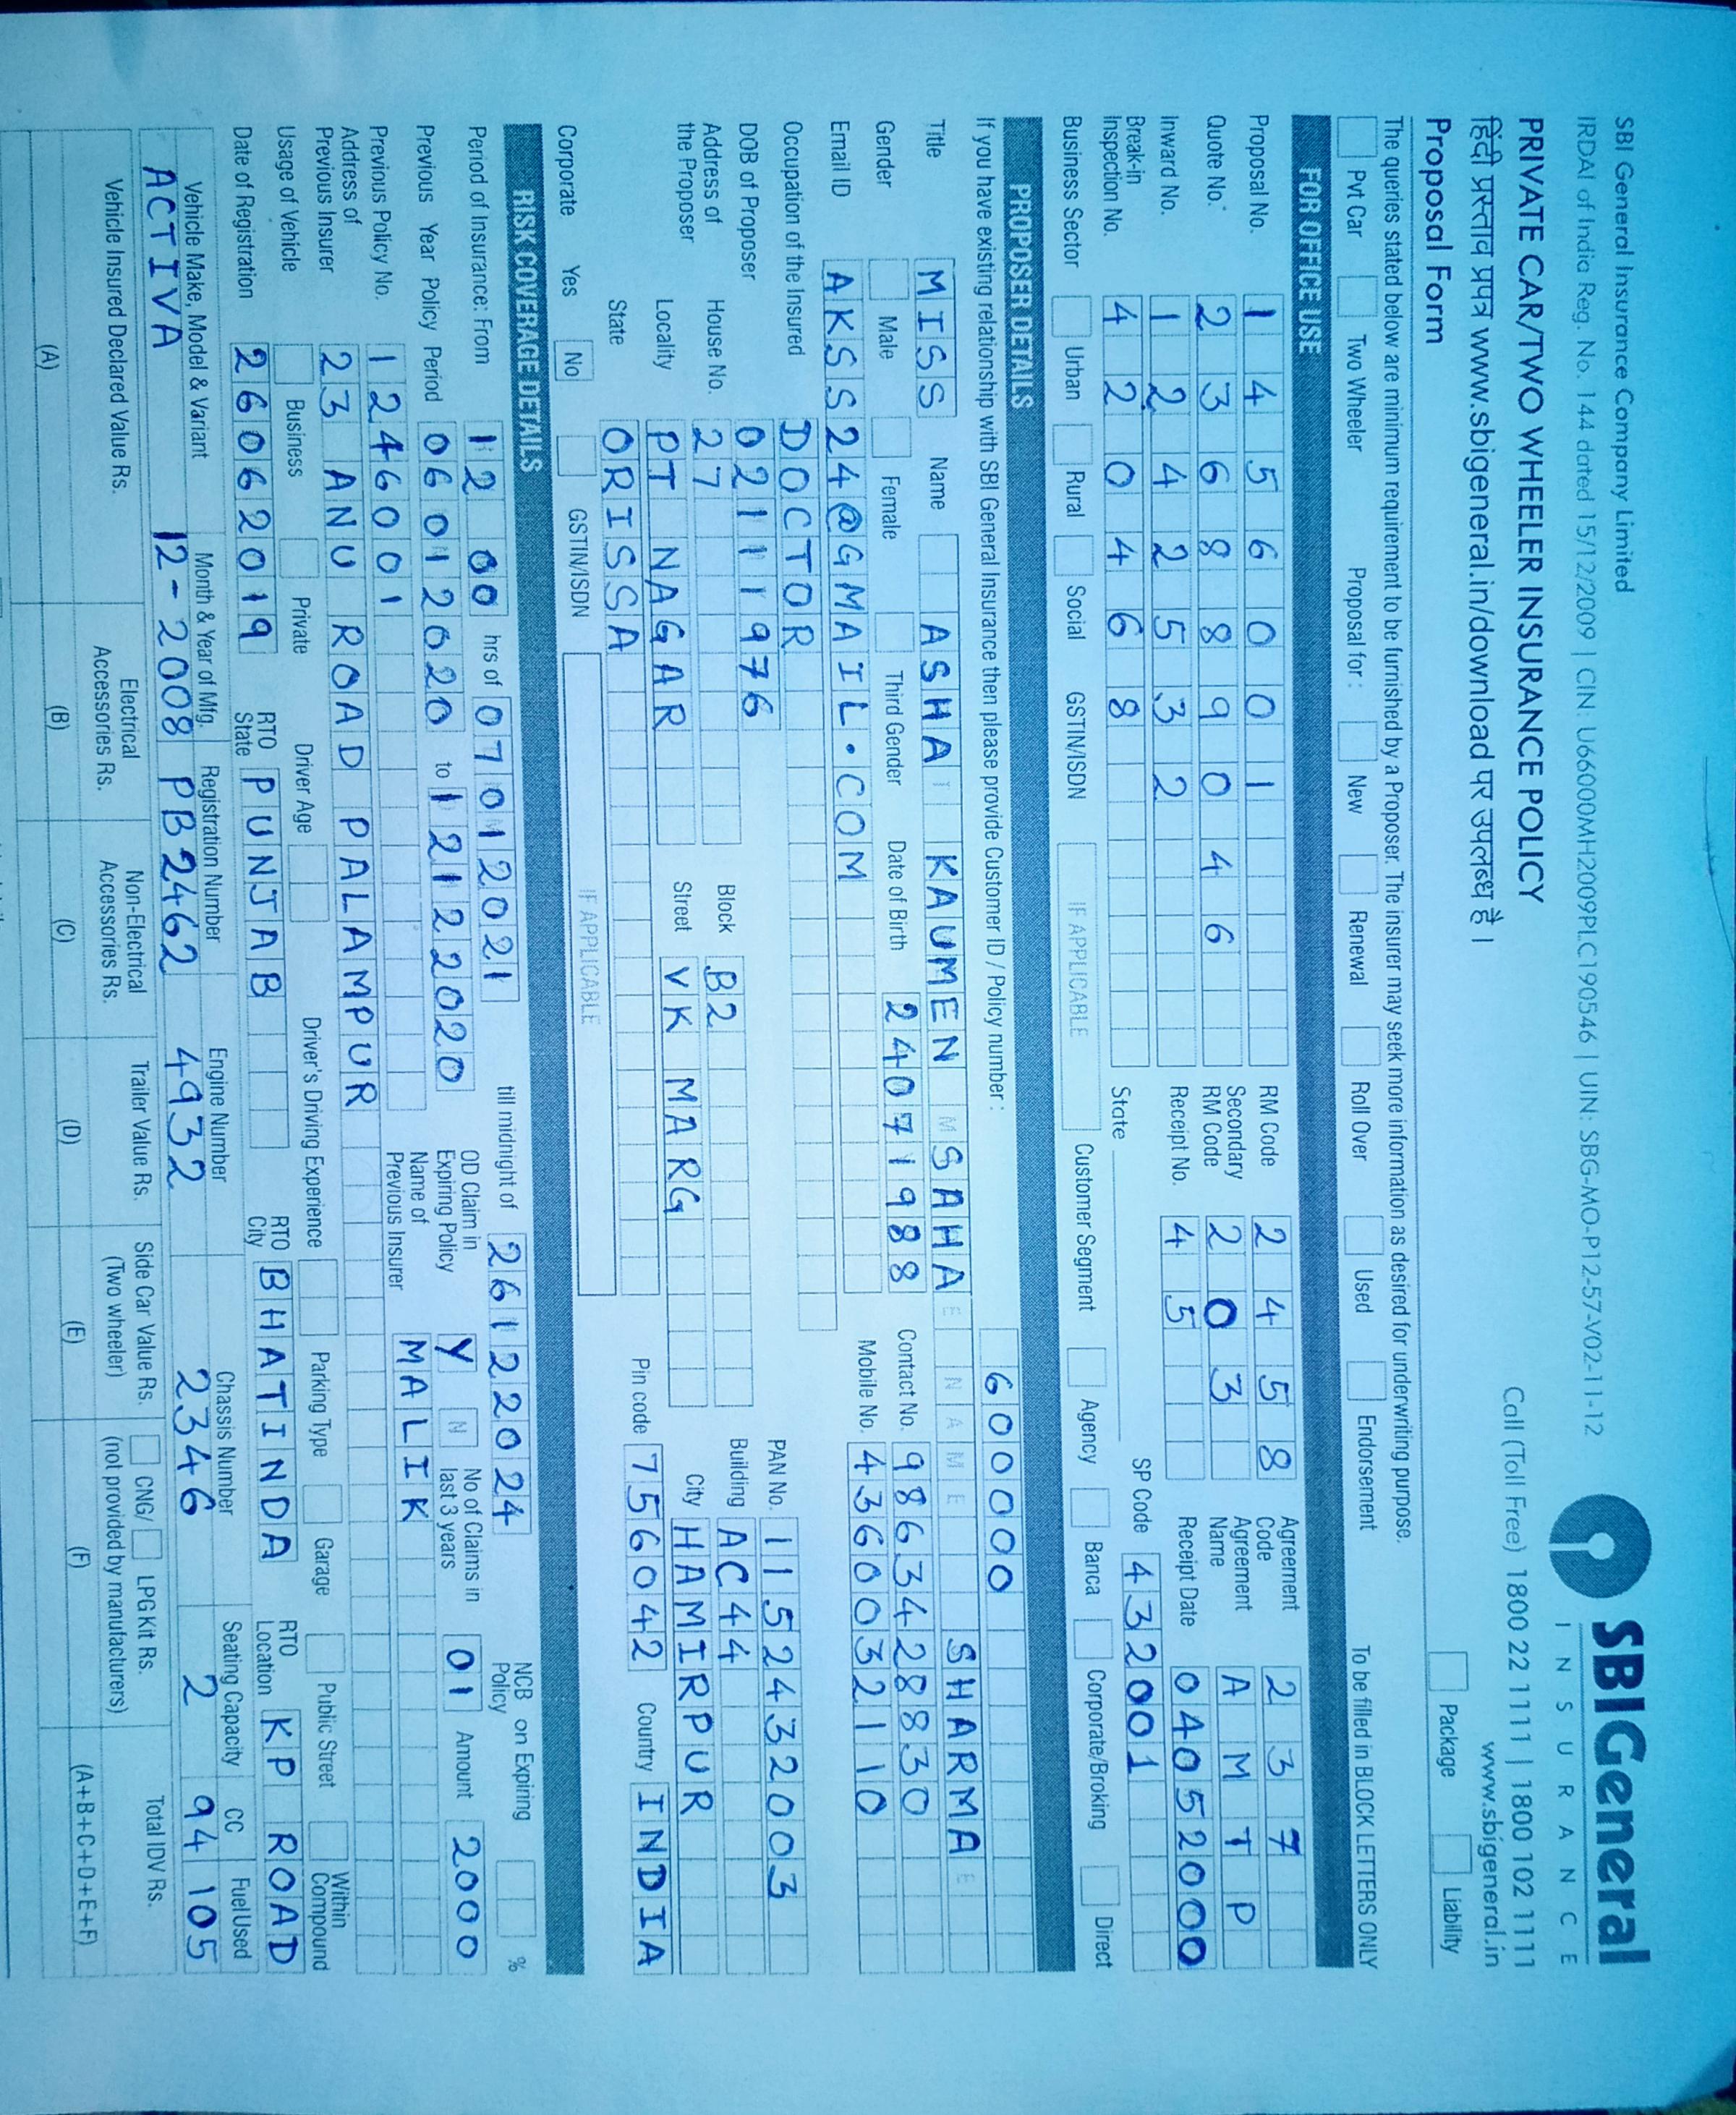 SBI General Insurance Company Limited
IRDAI of India Reg. No. 144 dated 15/12/2009 | CIN: U66000MH2009PLC190546 | UIN: SBG-MO-P12-57-V02-11-12
SBIGeneral
INSURANCE
PRIVATE CAR/TWO WHEELER INSURANCE POLICY
Call (Toll Free) 1800 22 1111 | 1800 102 1111
हिंदी प्रस्ताव प्रपत्र www.sbigeneral.in/download पर उपलब्ध है ।
www.sbigeneral.in
Proposal Form
Package Liability
The queries stated below are minimum requirement to be furnished by a Proposer. The insurer may seek more information as desired for underwriting purpose.
Pvt Car Two Wheeler Proposal for : New Renewal Roll Over Used Endorsement To be filled in BLOCK LETTERS ONLY
FOR OFFICE USE
Proposal No. 1456001 RM Code 2458 Agreement Code 237
Quote No. 236889046 Secondary RM Code 203 Agreement Name AMTP
Inward No. 1242532 Receipt No. 45 Receipt Date 04052000
Break-in Inspection No. 420468 State SP Code 432001
Business Sector Urban Rural Social GSTIN/ISDN IF APPLICABLE Customer Segment Agency Banca Corporate/Broking Direct
PROPOSER DETAILS
If you have existing relationship with SBI General Insurance then please provide Customer ID / Policy number : 600000
Title MISS Name ASHA KAUMEN SAHA NAME SHARMA
Gender Male Female Third Gender Date of Birth 24071988 Contact No. 9863428830
Email ID AKSS24@GMAIL.COM Mobile No. 4360032110
Occupation of the Insured DOCTOR
DOB of Proposer 02111976 PAN No. 1152432003
Address of the Proposer House No. 27 Block B2 Building AC44
Locality PT NAGAR Street VK MARG City HAMIRPUR
State ORISSA Pin code 756042 Country INDIA
Corporate Yes No GSTIN/ISDN IF APPLICABLE
RISK COVERAGE DETAILS
Period of Insurance: From 12 00 hrs of 07012021 till midnight of 26122024 NCB on Expiring Policy %
Previous Year Policy Period 06012020 to 12122020 OD Claim in Expiring Policy Y N No of Claims in last 3 years 01 Amount 2000
Previous Policy No. 1246001 Name of Previous Insurer MALIK
Address of Previous Insurer 23 ANU ROAD PALAMPUR
Usage of Vehicle Business Private Driver Age Driver's Driving Experience Parking Type Garage Public Street Within Compound
Date of Registration 26062019 RTO State PUNJAB RTO City BHATINDA RTO Location KP ROAD
Vehicle Make, Model & Variant Month & Year of Mfg. Registration Number Engine Number Chassis Number Seating Capacity CC Fuel Used
ACTIVA 12-2008 PB2462 4932 2346 2 94 105
Vehicle Insured Declared Value Rs. Electrical Accessories Rs. Non-Electrical Accessories Rs. Trailer Value Rs. Side Car Value Rs. (Two wheeler) CNG/ LPG Kit Rs. (not provided by manufacturers) Total IDV Rs.
(A) (B) (C) (D) (E) (F) (A+B+C+D+E+F)